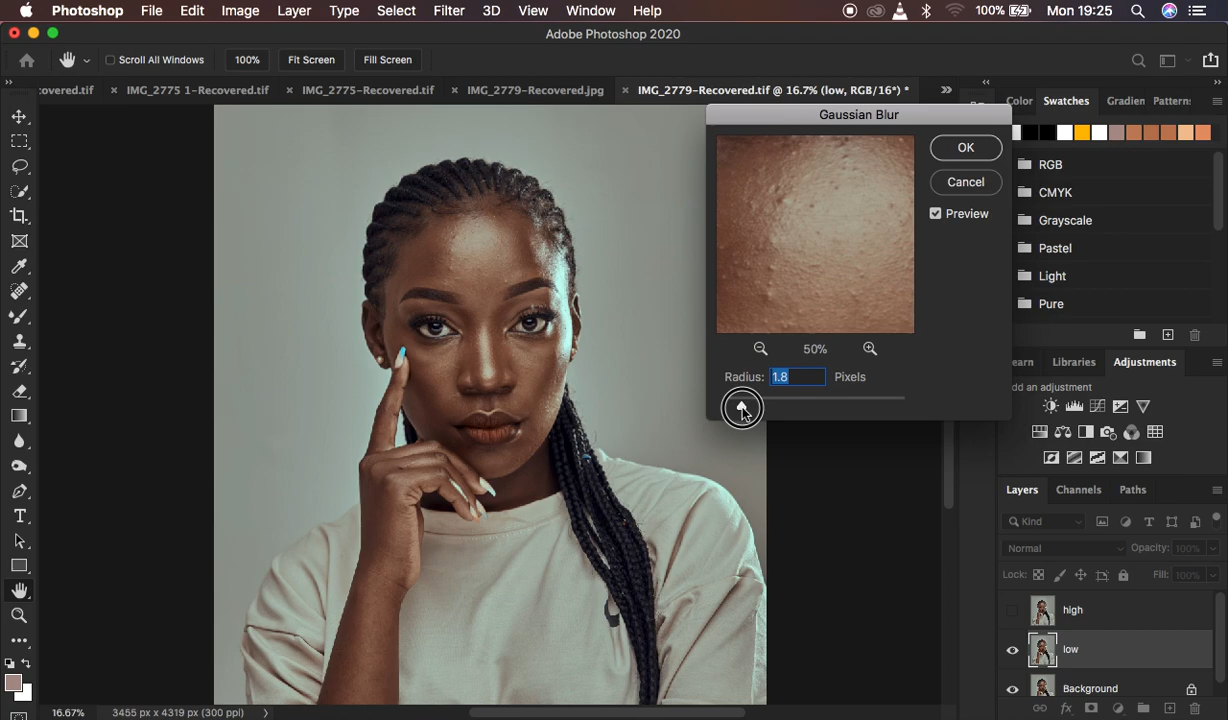 Photoshop File Edit Image Layer Type Select Filter 3D View Window Help 100% Mon 19:25
Adobe Photoshop 2020
Scroll All Windows 100% Fit Screen Fill Screen
overed.tif × IMG_2775 1-Recovered.tif × IMG_2775-Recovered.tif × IMG_2779-Recovered.jpg × IMG_2779-Recovered.tif @ 16.7% (low, RGB/16*) *
Color Swatches Gradien Pattern:
Gaussian Blur
OK
Cancel
Preview
50%
Radius: 1.8 Pixels
RGB
CMYK
Grayscale
Pastel
Light
Pure
earn Libraries Adjustments
dd an adjustment
Layers Channels Paths
Kind
Normal Opacity: 100%
Lock: Fill: 100%
high
low
Background
fx
T
16.67% 3455 px x 4319 px (300 ppi)